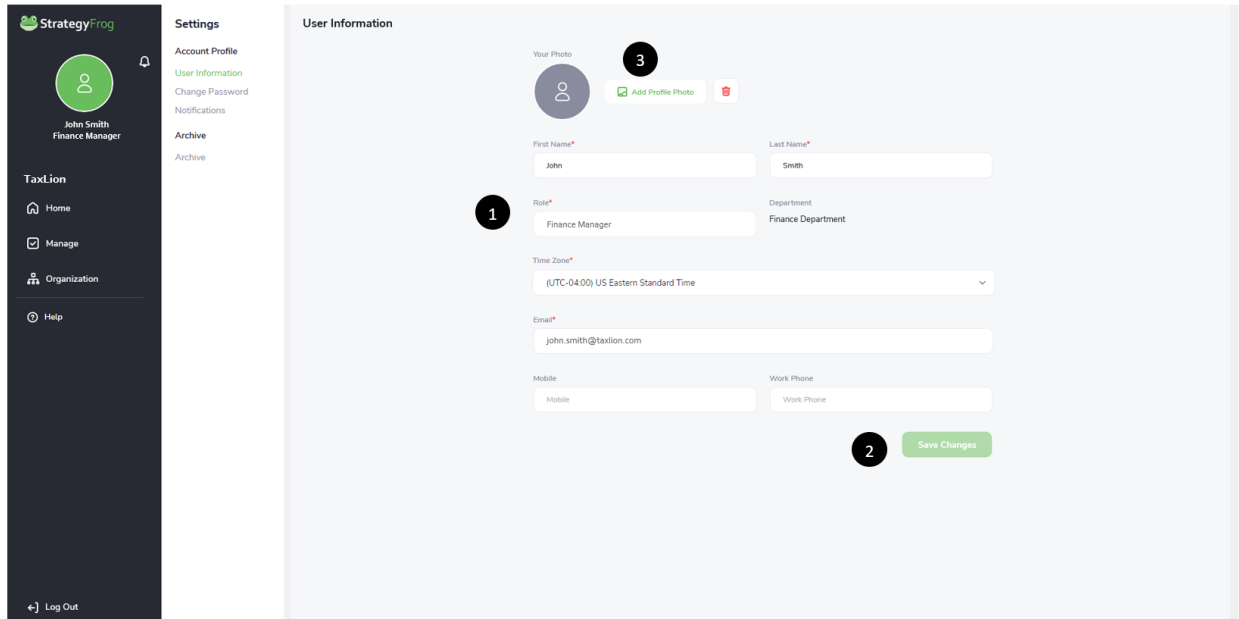 StrategyFrog
John Smith
Finance Manager
TaxLion
Home
Manage
Organization
Help
Log Out
Settings
Account Profile
User Information
Change Password
Notifications
Archive
Archive
User Information
Your Photo
3
Add Profile Photo
First Name*
Last Name*
John
Smith
1
Role*
Department
Finance Manager
Finance Department
Time Zone*
(UTC-04:00) US Eastern Standard Time
Email*
john.smith@taxlion.com
Mobile
Work Phone
Mobile
Work Phone
2
Save Changes